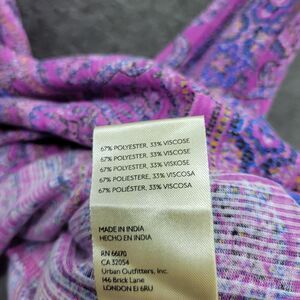 67% POLYESTER, 33% VISCOSE
67% POLYESTER, 33% VISCOSE
67% POLYESTER, 33% VISKOSE
67% POLIESTERE, 33% VISCOSA
67% POLIÉSTER, 33% VISCOSA
MADE IN INDIA
HECHO EN INDIA
RN 66170
CA 32054
Urban Outfitters, Inc.
146 Brick Lane
LONDON E1 6RU